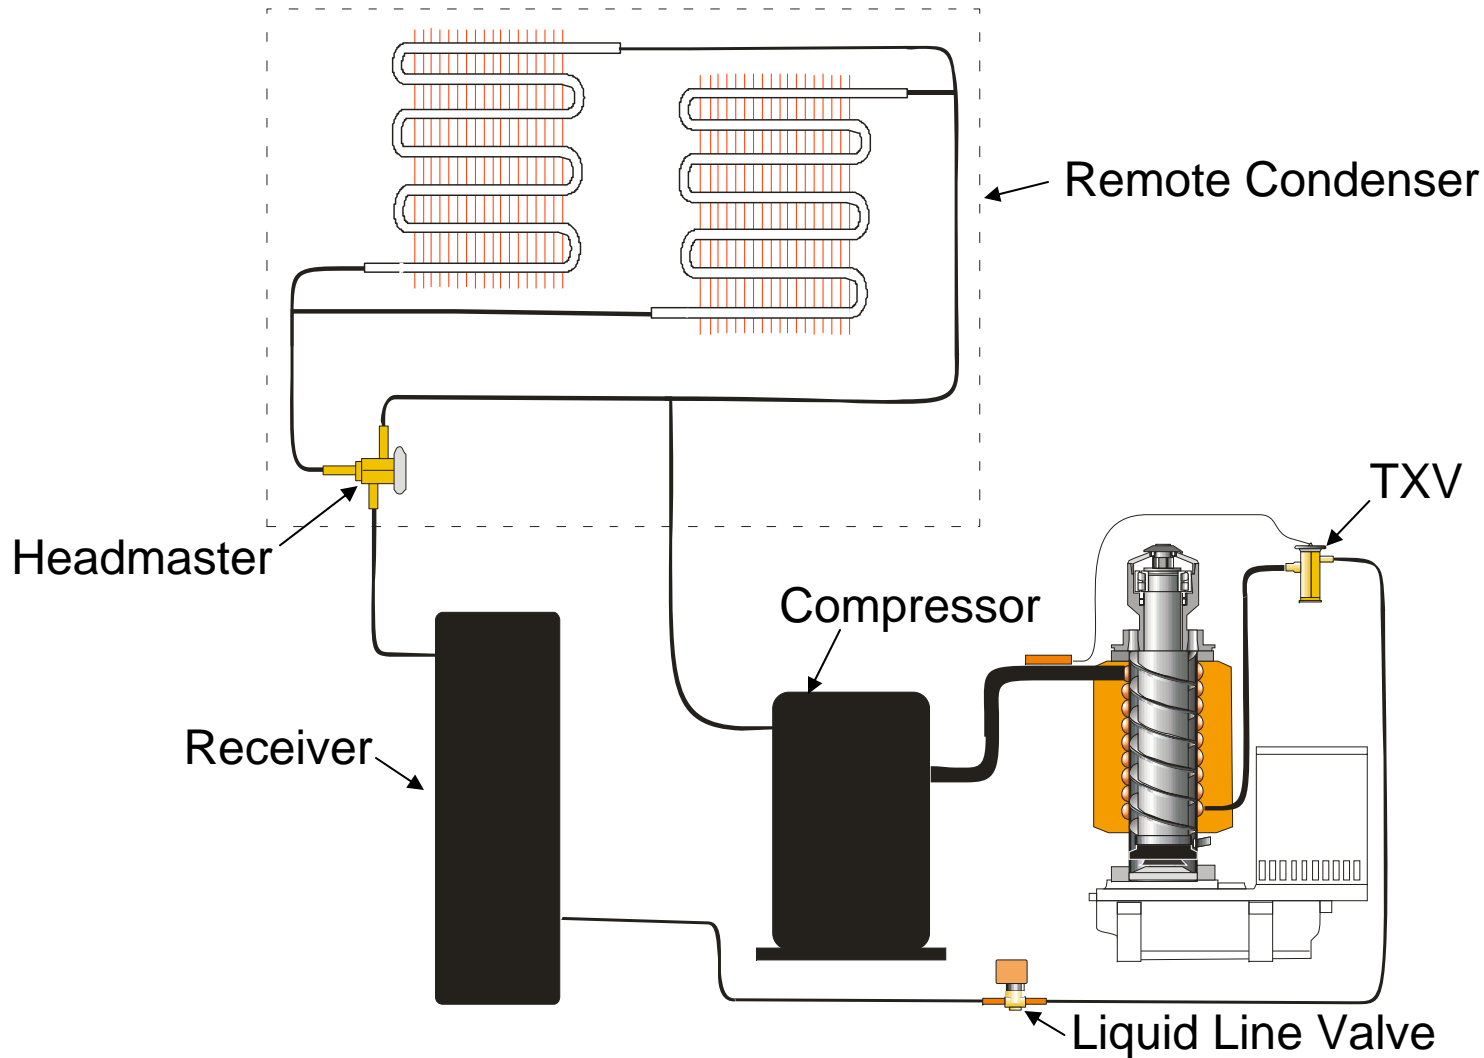 Remote Condenser
TXV
Headmaster
Compressor
Receiver
Liquid Line Valve